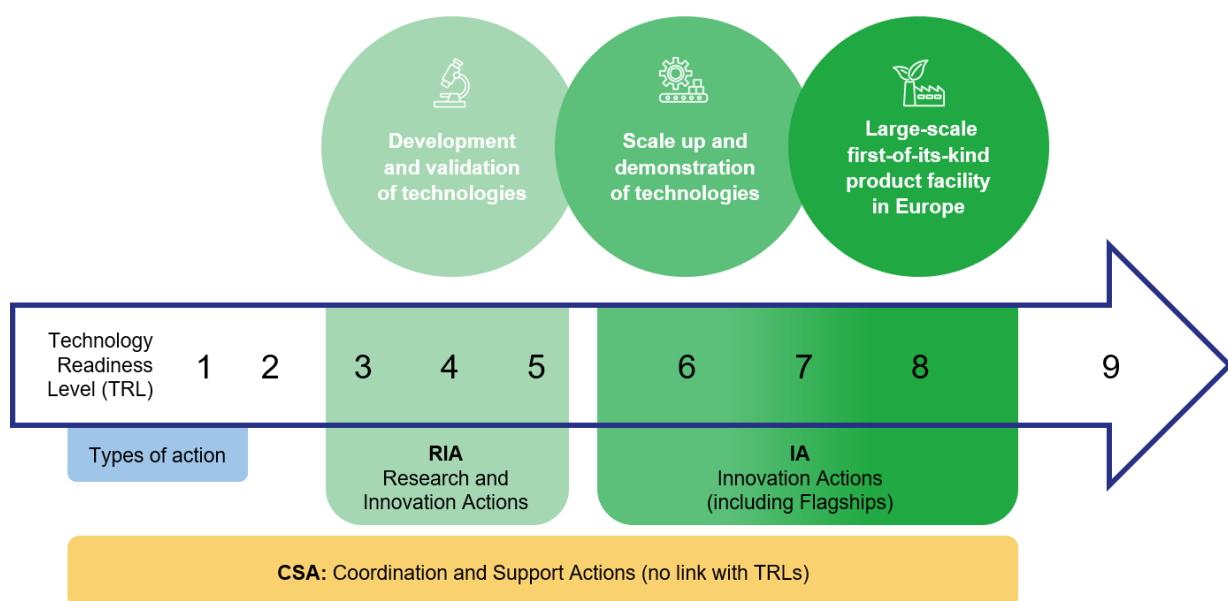 Development
and validation
of technologies
Scale up and
demonstration
of technologies
Large-scale
first-of-its-kind
product facility
in Europe
Technology
Readiness
Level (TRL)
1 2 3 4 5 6 7 8 9
Types of action
RIA
Research and
Innovation Actions
IA
Innovation Actions
(including Flagships)
CSA: Coordination and Support Actions (no link with TRLs)